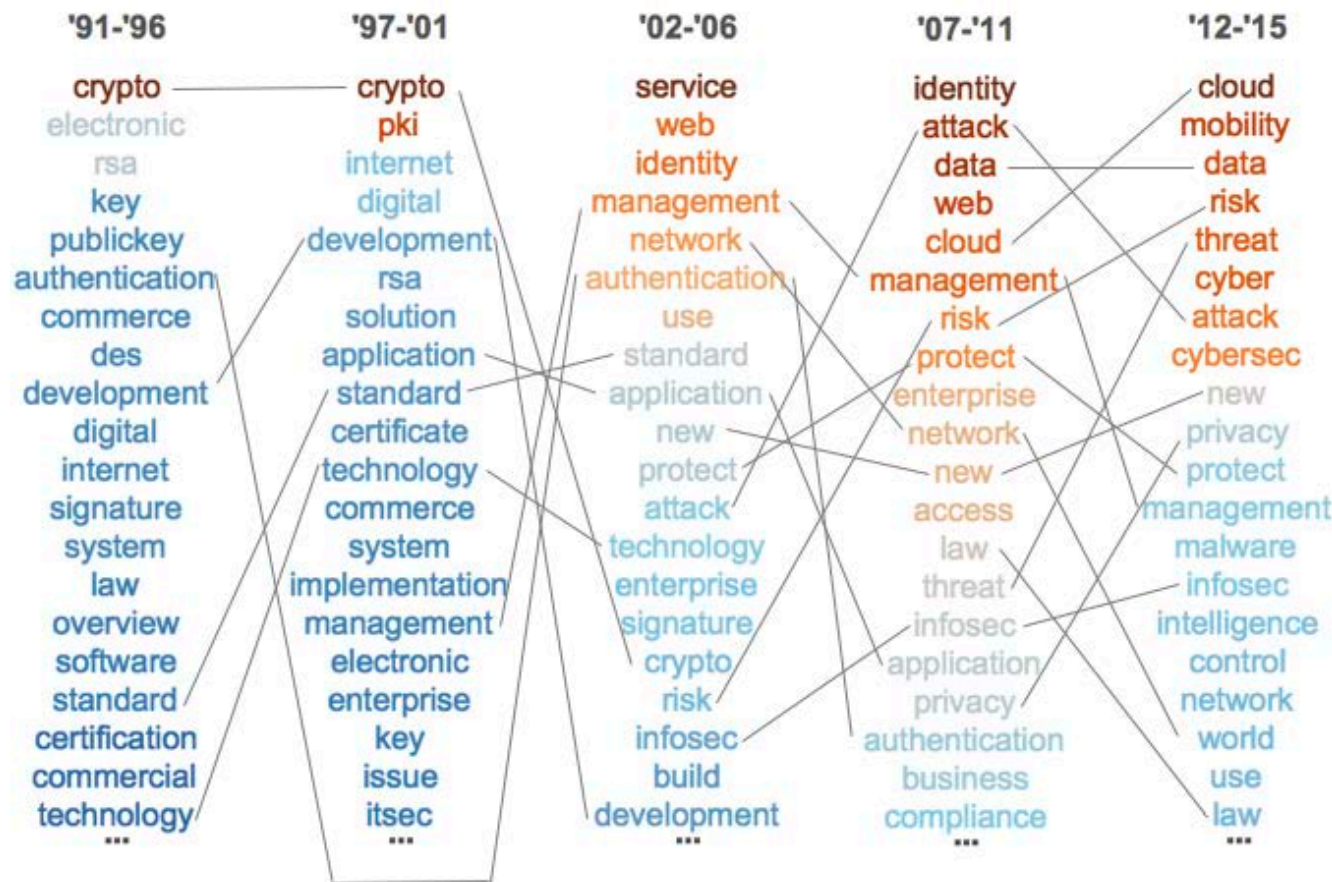 '91-'96
crypto
electronic
rsa
key
publickey
authentication
commerce
des
development
digital
internet
signature
system
law
overview
software
standard
certification
commercial
technology
...
'97-'01
crypto
pki
internet
digital
development
rsa
solution
application
standard
certificate
technology
commerce
system
implementation
management
electronic
enterprise
key
issue
itsec
...
'02-'06
service
web
identity
management
network
authentication
use
standard
application
new
protect
attack
technology
enterprise
signature
crypto
risk
infosec
build
development
...
'07-'11
identity
attack
data
web
cloud
management
risk
protect
enterprise
network
new
access
law
threat
infosec
application
privacy
authentication
business
compliance
...
'12-'15
cloud
mobility
data
risk
threat
cyber
attack
cybersec
new
privacy
protect
management
malware
infosec
intelligence
control
network
world
use
law
...